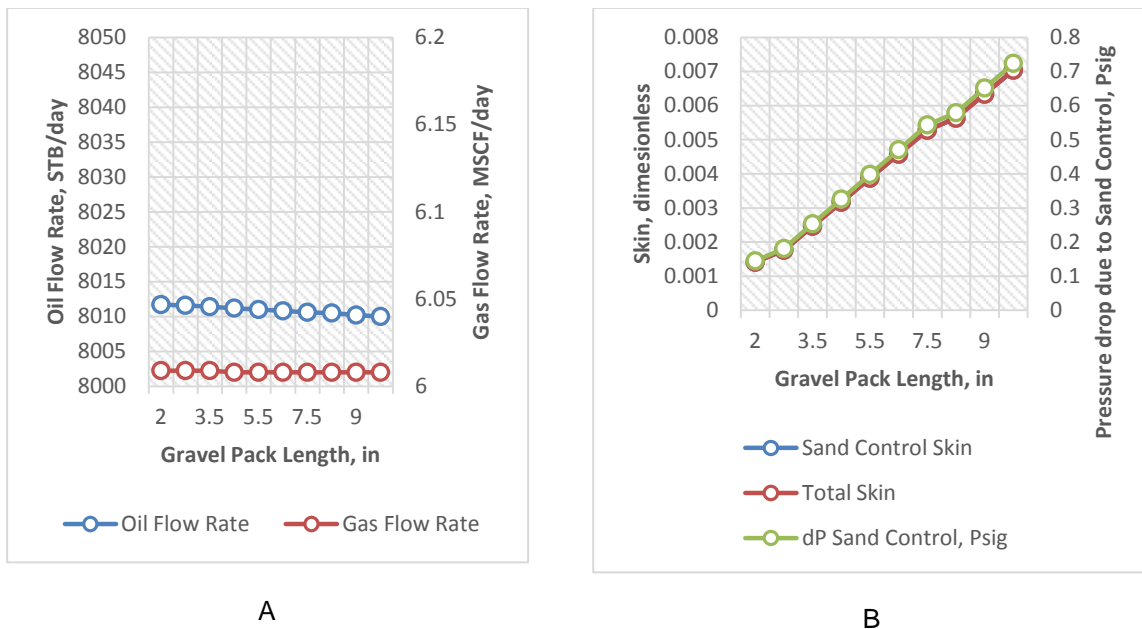 8050
8045
8040
8035
8030
8025
8020
8015
8010
8005
8000
Oil Flow Rate, STB/day
6.2
6.15
6.1
6.05
6
Gas Flow Rate, MSCF/day
2 3.5 5.5 7.5 9
Gravel Pack Length, in
Oil Flow Rate Gas Flow Rate
A
0.008
0.007
0.006
0.005
0.004
0.003
0.002
0.001
0
Skin, dimesionless
0.8
0.7
0.6
0.5
0.4
0.3
0.2
0.1
0
Pressure drop due to Sand Control, Psig
2 3.5 5.5 7.5 9
Gravel Pack Length, in
Sand Control Skin
Total Skin
dP Sand Control, Psig
B